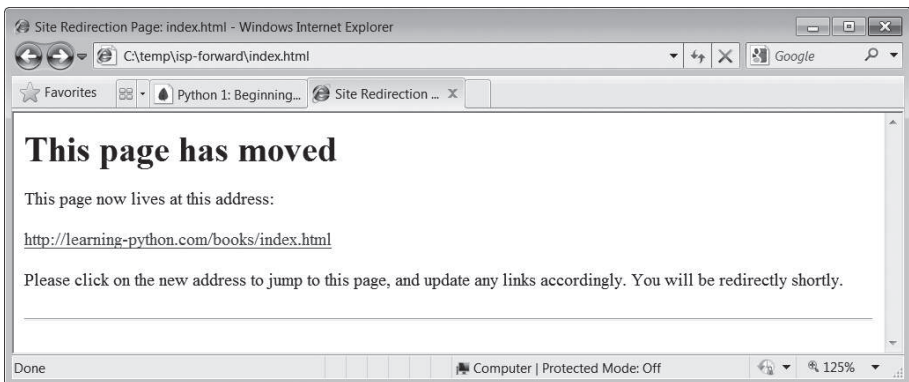 Site Redirection Page: index.html - Windows Internet Explorer
C:\temp\isp-forward\index.html
Google
Favorites
Python 1: Beginning...
Site Redirection ...
This page has moved
This page now lives at this address:
http://learning-python.com/books/index.html
Please click on the new address to jump to this page, and update any links accordingly. You will be redirectly shortly.
Done
Computer | Protected Mode: Off
125%